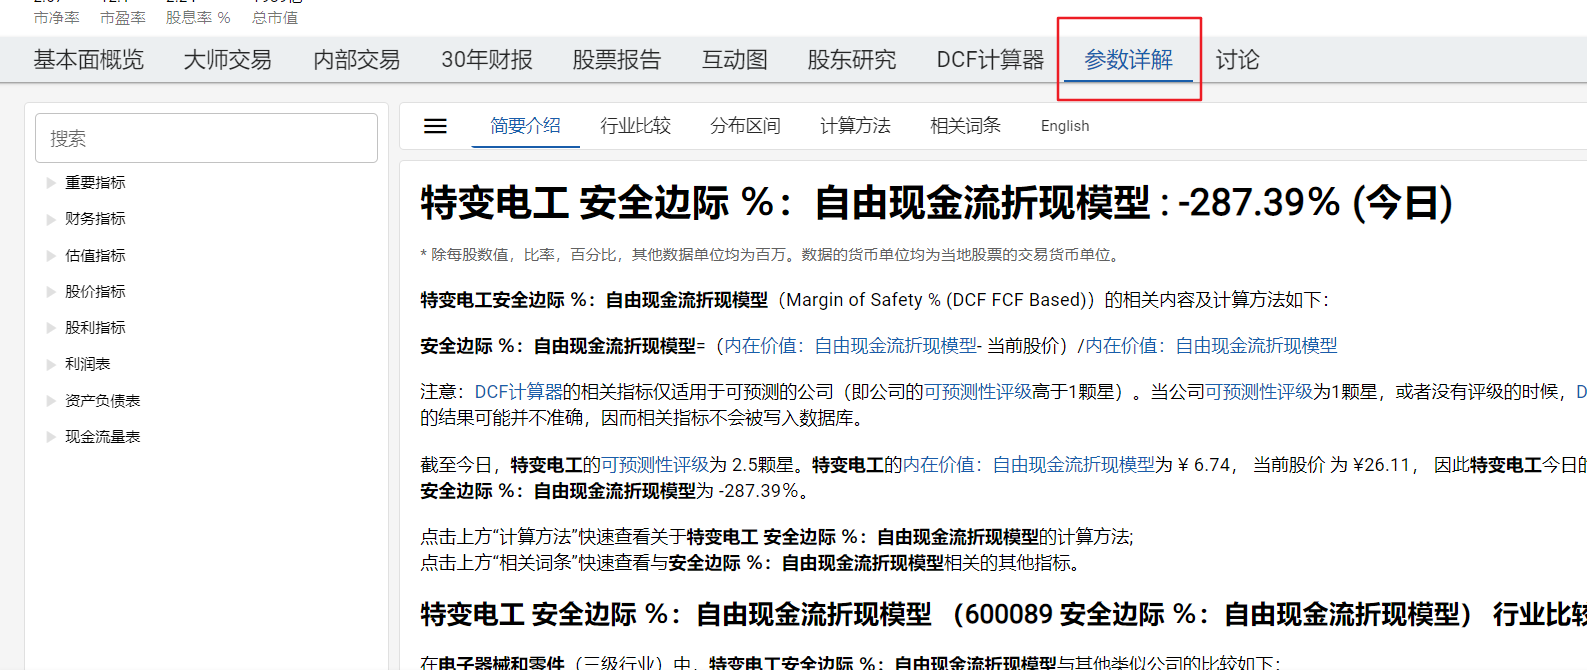 市净率 市盈率 股息率 % 总市值
基本面概览 大师交易 内部交易 30年财报 股票报告 互动图 股东研究 DCF计算器 参数详解 讨论
搜索
重要指标
财务指标
估值指标
股价指标
股利指标
利润表
资产负债表
现金流量表
简要介绍 行业比较 分布区间 计算方法 相关词条 English
特变电工 安全边际 %：自由现金流折现模型 : -287.39% (今日)
* 除每股数值，比率，百分比，其他数据单位均为百万。数据的货币单位均为当地股票的交易货币单位。
特变电工安全边际 %：自由现金流折现模型（Margin of Safety % (DCF FCF Based)）的相关内容及计算方法如下：
安全边际 %：自由现金流折现模型=（内在价值：自由现金流折现模型- 当前股价）/内在价值：自由现金流折现模型
注意：DCF计算器的相关指标仅适用于可预测的公司（即公司的可预测性评级高于1颗星）。当公司可预测性评级为1颗星，或者没有评级的时候，D
的结果可能并不准确，因而相关指标不会被写入数据库。
截至今日，特变电工的可预测性评级为 2.5颗星。特变电工的内在价值：自由现金流折现模型为 ¥ 6.74， 当前股价 为 ¥26.11， 因此特变电工今日的
安全边际 %：自由现金流折现模型为 -287.39%。
点击上方“计算方法”快速查看关于特变电工 安全边际 %：自由现金流折现模型的计算方法;
点击上方“相关词条”快速查看与安全边际 %：自由现金流折现模型相关的其他指标。
特变电工 安全边际 %：自由现金流折现模型 （600089 安全边际 %：自由现金流折现模型） 行业比较
在电子器械和零件（三级行业）中，特变电工安全边际 %：自由现金流折现模型与其他类似公司的比较如下：